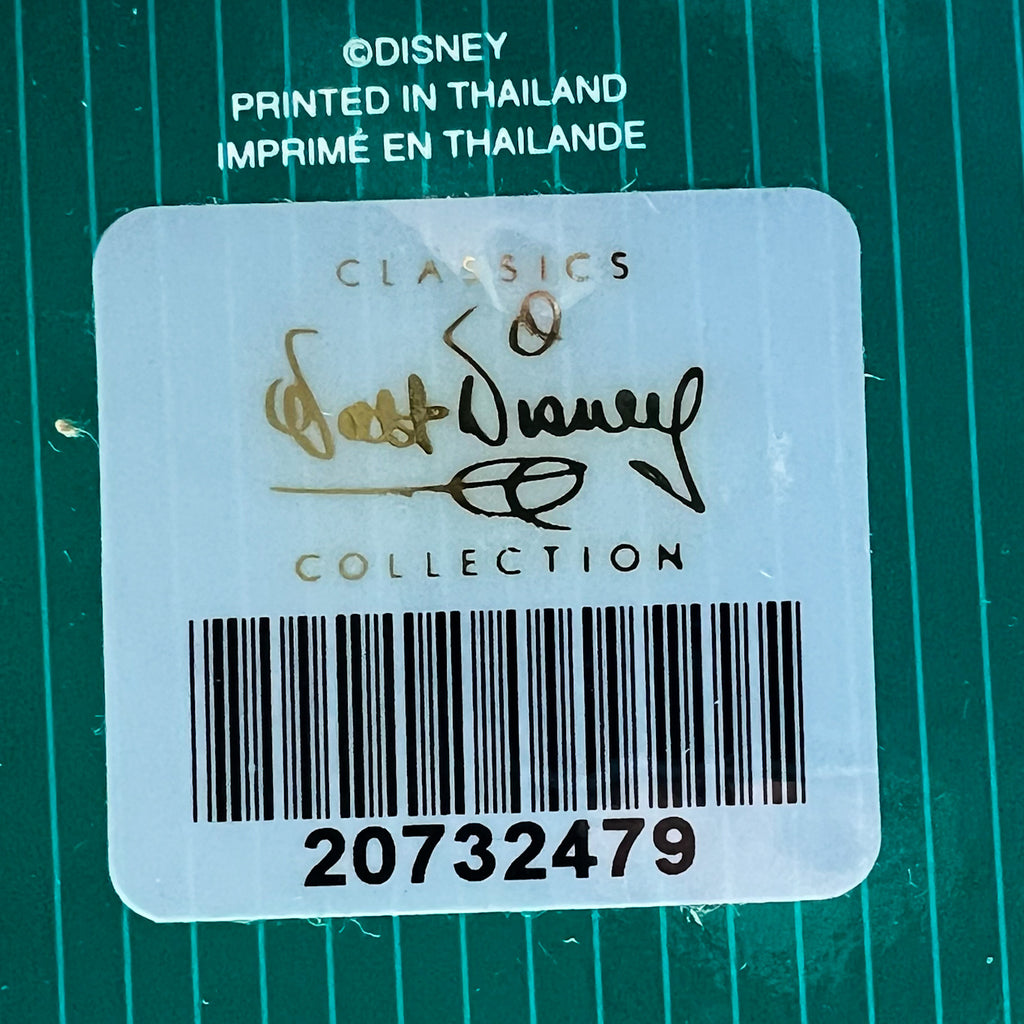 ©DISNEY
PRINTED IN THAILAND
IMPRIMÉ EN THAILANDE
CLASSICS
Walt Disney
COLLECTION
20732479